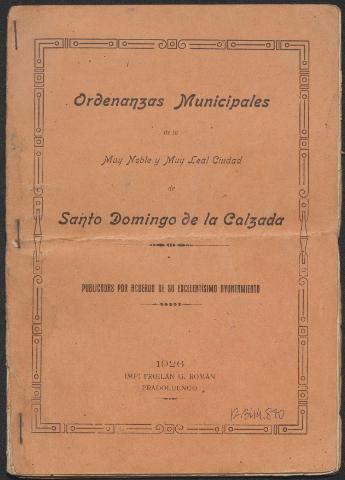 Ordenanzas Municipales
de la
Muy Noble y Muy Leal Ciudad
de
Santo Domingo de la Calzada
PUBLICADAS POR ACUERDO DE SU EXCELENTÍSIMO AYUNTAMIENTO
1926
IMP: FROILÁN G. ROMÁN
PRADOLUENGO